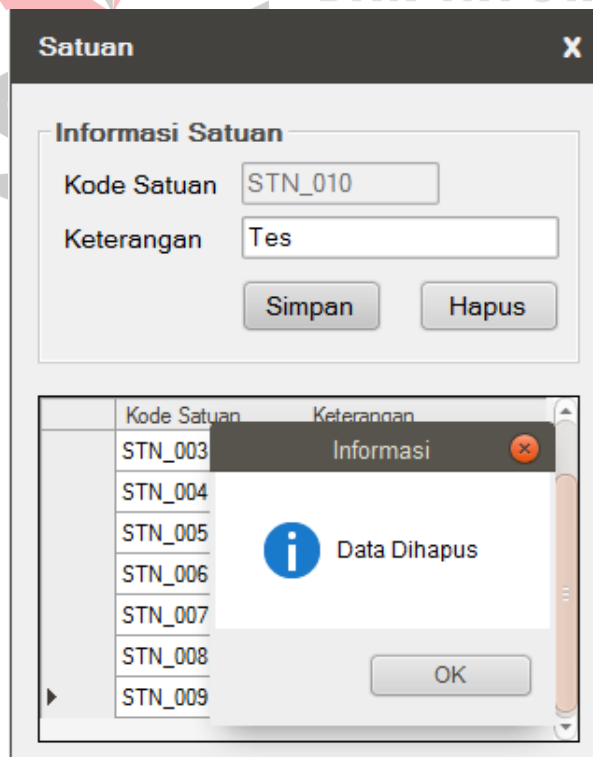 Satuan X
Informasi Satuan
Kode Satuan STN_010
Keterangan Tes
Simpan Hapus
Kode Satuan Keterangan
STN_003
Informasi
STN_004
STN_005
Data Dihapus
STN_006
STN_007
STN_008
OK
STN_009